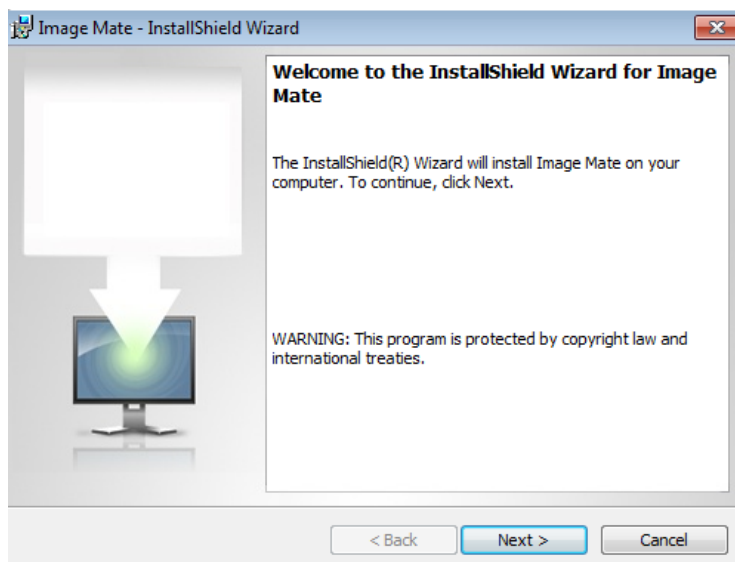 Image Mate - InstallShield Wizard
Welcome to the InstallShield Wizard for Image
Mate
The InstallShield(R) Wizard will install Image Mate on your
computer. To continue, click Next.
WARNING: This program is protected by copyright law and
international treaties.
< Back Next > Cancel